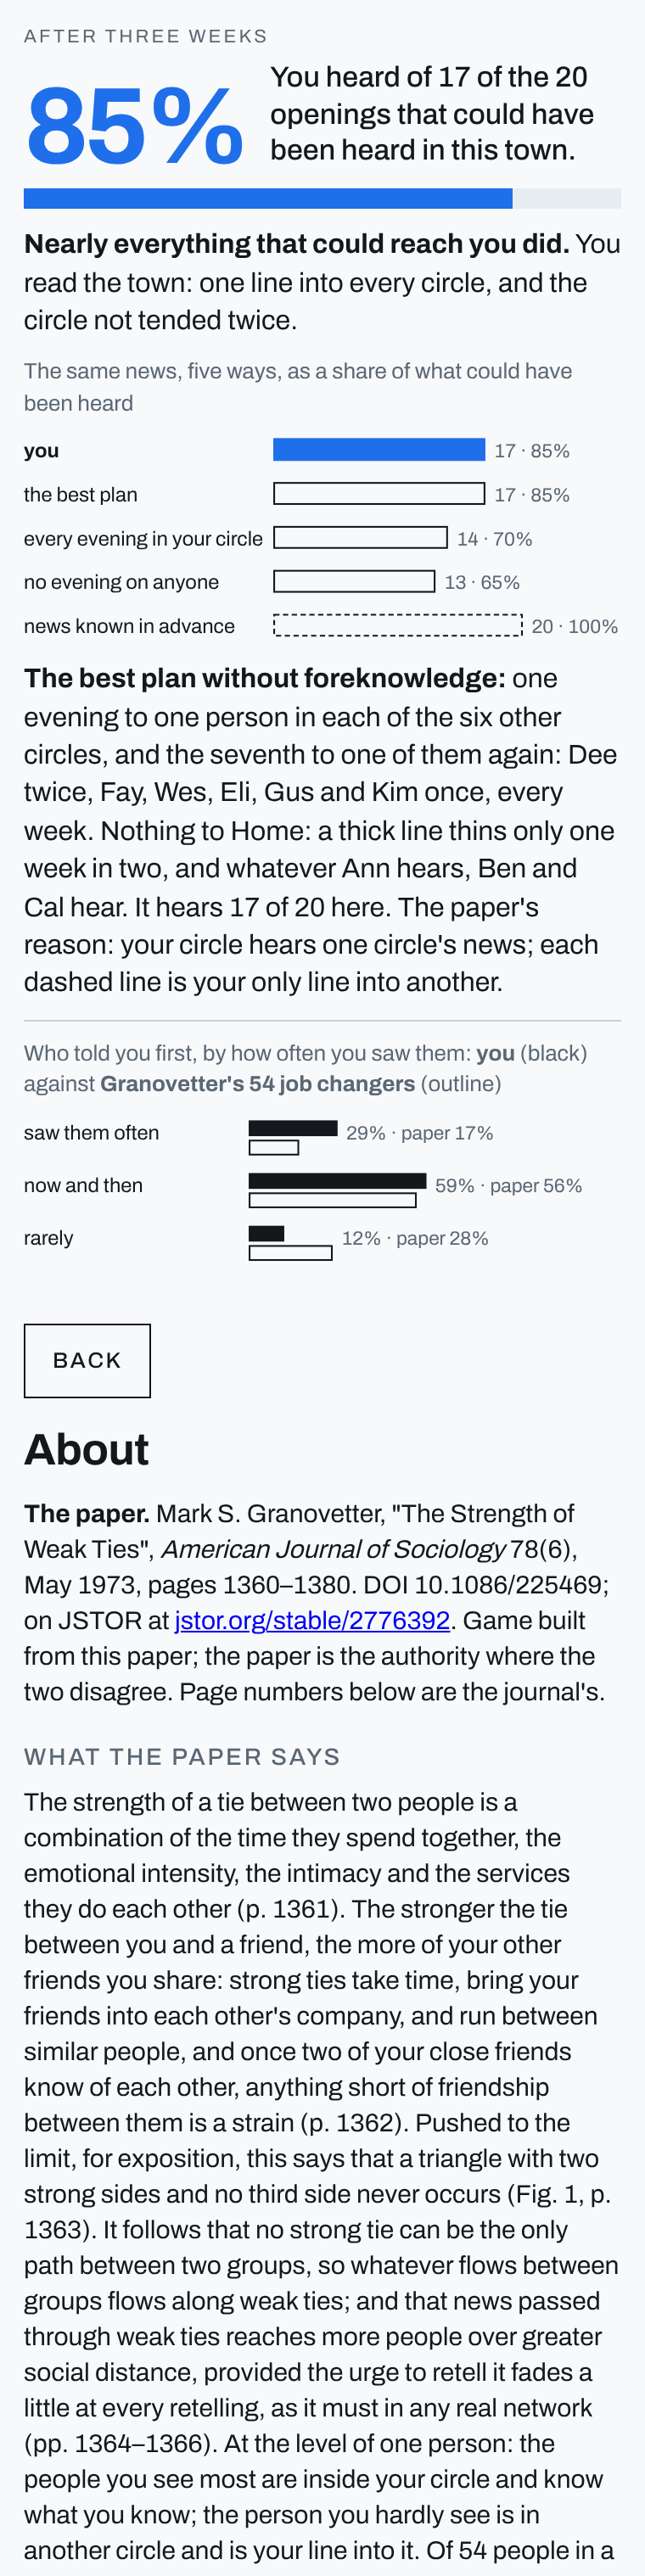 AFTER THREE WEEKS
85%
You heard of 17 of the 20
openings that could have
been heard in this town.
Nearly everything that could reach you did. You
read the town: one line into every circle, and the
circle not tended twice.
The same news, five ways, as a share of what could have
been heard
you 17 · 85%
the best plan 17 · 85%
every evening in your circle 14 · 70%
no evening on anyone 13 · 65%
news known in advance 20 · 100%
The best plan without foreknowledge: one
evening to one person in each of the six other
circles, and the seventh to one of them again: Dee
twice, Fay, Wes, Eli, Gus and Kim once, every
week. Nothing to Home: a thick line thins only one
week in two, and whatever Ann hears, Ben and
Cal hear. It hears 17 of 20 here. The paper's
reason: your circle hears one circle's news; each
dashed line is your only line into another.
Who told you first, by how often you saw them: you (black)
against Granovetter's 54 job changers (outline)
saw them often 29% · paper 17%
now and then 59% · paper 56%
rarely 12% · paper 28%
BACK
About
The paper. Mark S. Granovetter, "The Strength of
Weak Ties", American Journal of Sociology 78(6),
May 1973, pages 1360–1380. DOI 10.1086/225469;
on JSTOR at jstor.org/stable/2776392. Game built
from this paper; the paper is the authority where the
two disagree. Page numbers below are the journal's.
WHAT THE PAPER SAYS
The strength of a tie between two people is a
combination of the time they spend together, the
emotional intensity, the intimacy and the services
they do each other (p. 1361). The stronger the tie
between you and a friend, the more of your other
friends you share: strong ties take time, bring your
friends into each other's company, and run between
similar people, and once two of your close friends
know of each other, anything short of friendship
between them is a strain (p. 1362). Pushed to the
limit, for exposition, this says that a triangle with two
strong sides and no third side never occurs (Fig. 1, p.
1363). It follows that no strong tie can be the only
path between two groups, so whatever flows between
groups flows along weak ties; and that news passed
through weak ties reaches more people over greater
social distance, provided the urge to retell it fades a
little at every retelling, as it must in any real network
(pp. 1364–1366). At the level of one person: the
people you see most are inside your circle and know
what you know; the person you hardly see is in
another circle and is your line into it. Of 54 people in a